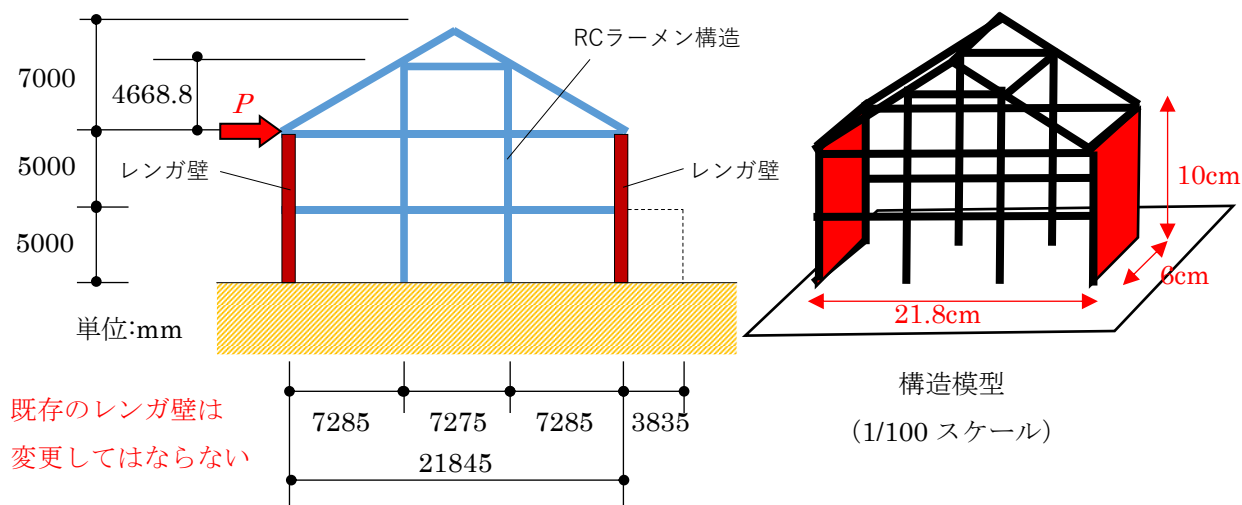 7000
4668.8
P
5000
5000
レンガ壁
RCラーメン構造
レンガ壁
単位:mm
7285
7275
7285
3835
21845
既存のレンガ壁は
変更してはならない
10cm
6cm
21.8cm
構造模型
（1/100 スケール）